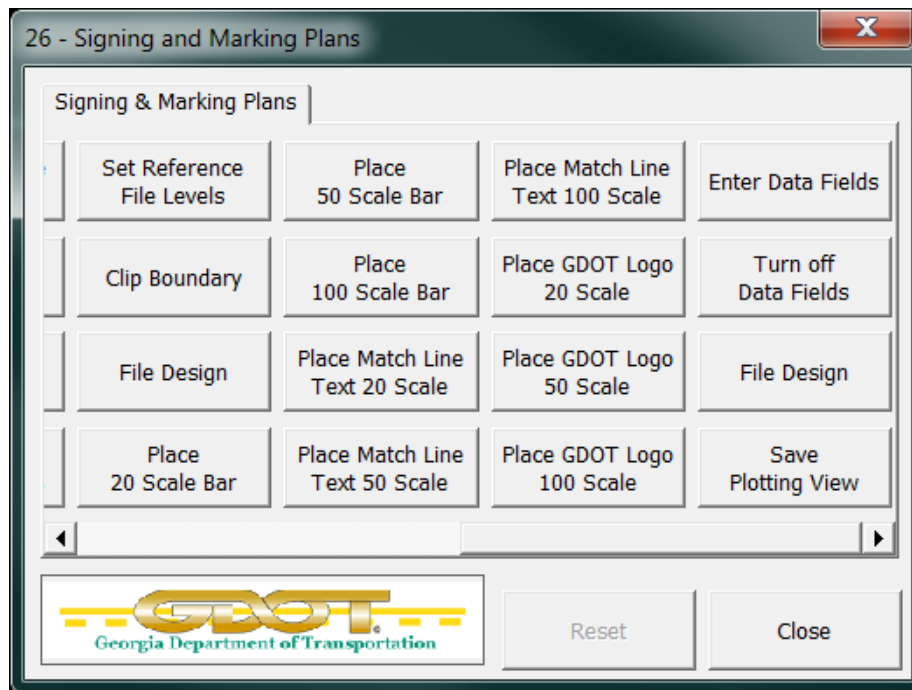 26 - Signing and Marking Plans
X
Signing & Marking Plans
Set Reference
File Levels
Place
50 Scale Bar
Place Match Line
Text 100 Scale
Enter Data Fields
Clip Boundary
Place
100 Scale Bar
Place GDOT Logo
20 Scale
Turn off
Data Fields
File Design
Place Match Line
Text 20 Scale
Place GDOT Logo
50 Scale
File Design
Place
20 Scale Bar
Place Match Line
Text 50 Scale
Place GDOT Logo
100 Scale
Save
Plotting View
GDOT
Georgia Department of Transportation
Reset
Close